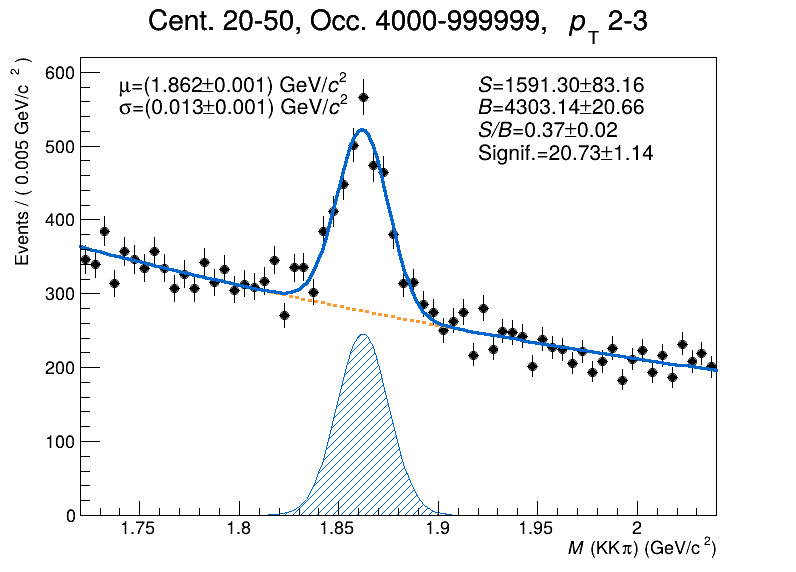 Cent. 20-50, Occ. 4000-999999, p_T 2-3
μ=(1.862±0.001) GeV/c²
σ=(0.013±0.001) GeV/c²
S=1591.30±83.16
B=4303.14±20.66
S/B=0.37±0.02
Signif.=20.73±1.14
Events / ( 0.005 GeV/c² )
600
500
400
300
200
100
0
1.75 1.8 1.85 1.9 1.95 2
M (KKπ) (GeV/c²)